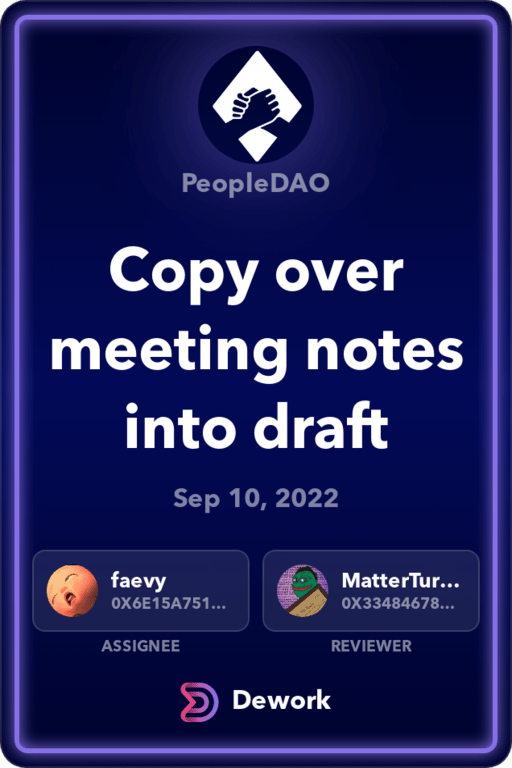 PeopleDAO
Copy over
meeting notes
into draft
Sep 10, 2022
faevy
0X6E15A751...
ASSIGNEE
MatterTur...
0X33484678...
REVIEWER
Dework